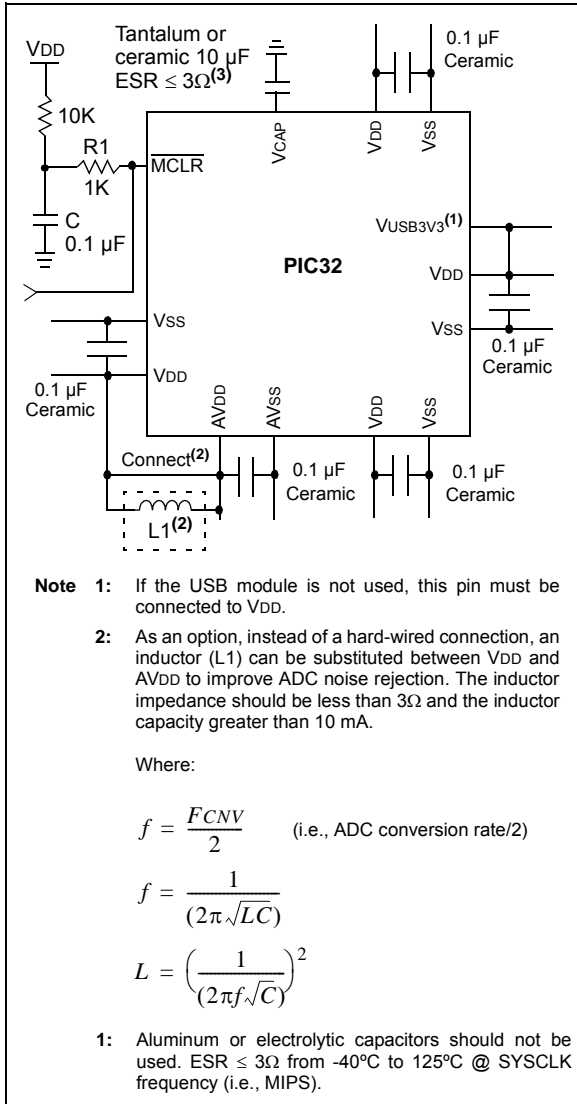 VDD
Tantalum or
ceramic 10 µF
ESR ≤ 3Ω(3)
0.1 µF
Ceramic
10K
R1
1K
MCLR
VCAP
VDD
VSS
C
0.1 µF
VUSB3V3(1)
PIC32
VDD
VSS
VSS
VDD
0.1 µF
Ceramic
0.1 µF
Ceramic
AVDD
AVSS
VDD
VSS
Connect(2)
L1(2)
0.1 µF
Ceramic
0.1 µF
Ceramic
Note 1: If the USB module is not used, this pin must be
connected to VDD.
2: As an option, instead of a hard-wired connection, an
inductor (L1) can be substituted between VDD and
AVDD to improve ADC noise rejection. The inductor
impedance should be less than 3Ω and the inductor
capacity greater than 10 mA.
Where:
f = FCNV / 2 (i.e., ADC conversion rate/2)
f = 1 / (2π√LC)
L = (1 / (2πf√C))²
1: Aluminum or electrolytic capacitors should not be
used. ESR ≤ 3Ω from -40ºC to 125ºC @ SYSCLK
frequency (i.e., MIPS).